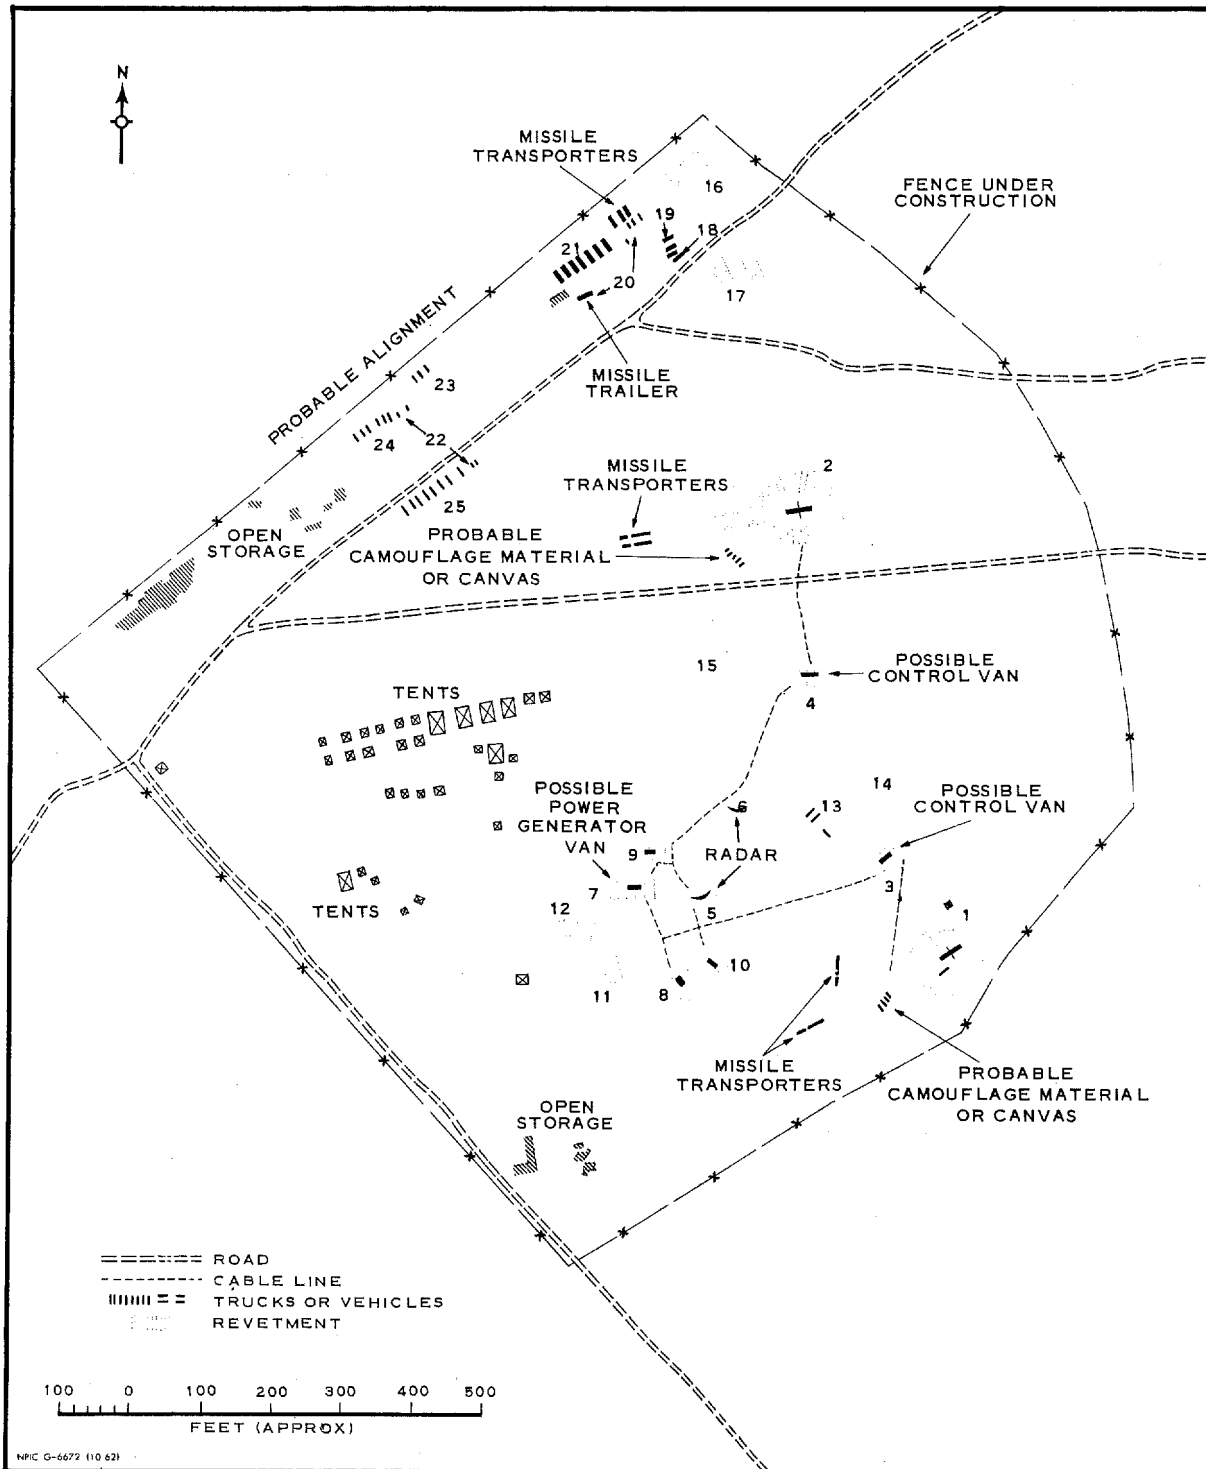 N
MISSILE
TRANSPORTERS
16
FENCE UNDER
CONSTRUCTION
19
18
21
20
17
PROBABLE ALIGNMENT
MISSILE
TRAILER
23
24
22
25
MISSILE
TRANSPORTERS
2
OPEN
STORAGE
PROBABLE
CAMOUFLAGE MATERIAL
OR CANVAS
15
POSSIBLE
CONTROL VAN
4
TENTS
POSSIBLE
POWER
GENERATOR
VAN
6
13
14
POSSIBLE
CONTROL VAN
9
RADAR
7
3
TENTS
12
5
1
11
8
10
MISSILE
TRANSPORTERS
PROBABLE
CAMOUFLAGE MATERIAL
OR CANVAS
OPEN
STORAGE
ROAD
CABLE LINE
TRUCKS OR VEHICLES
REVETMENT
100 0 100 200 300 400 500
FEET (APPROX)
NPIC G-6672 (10 62)